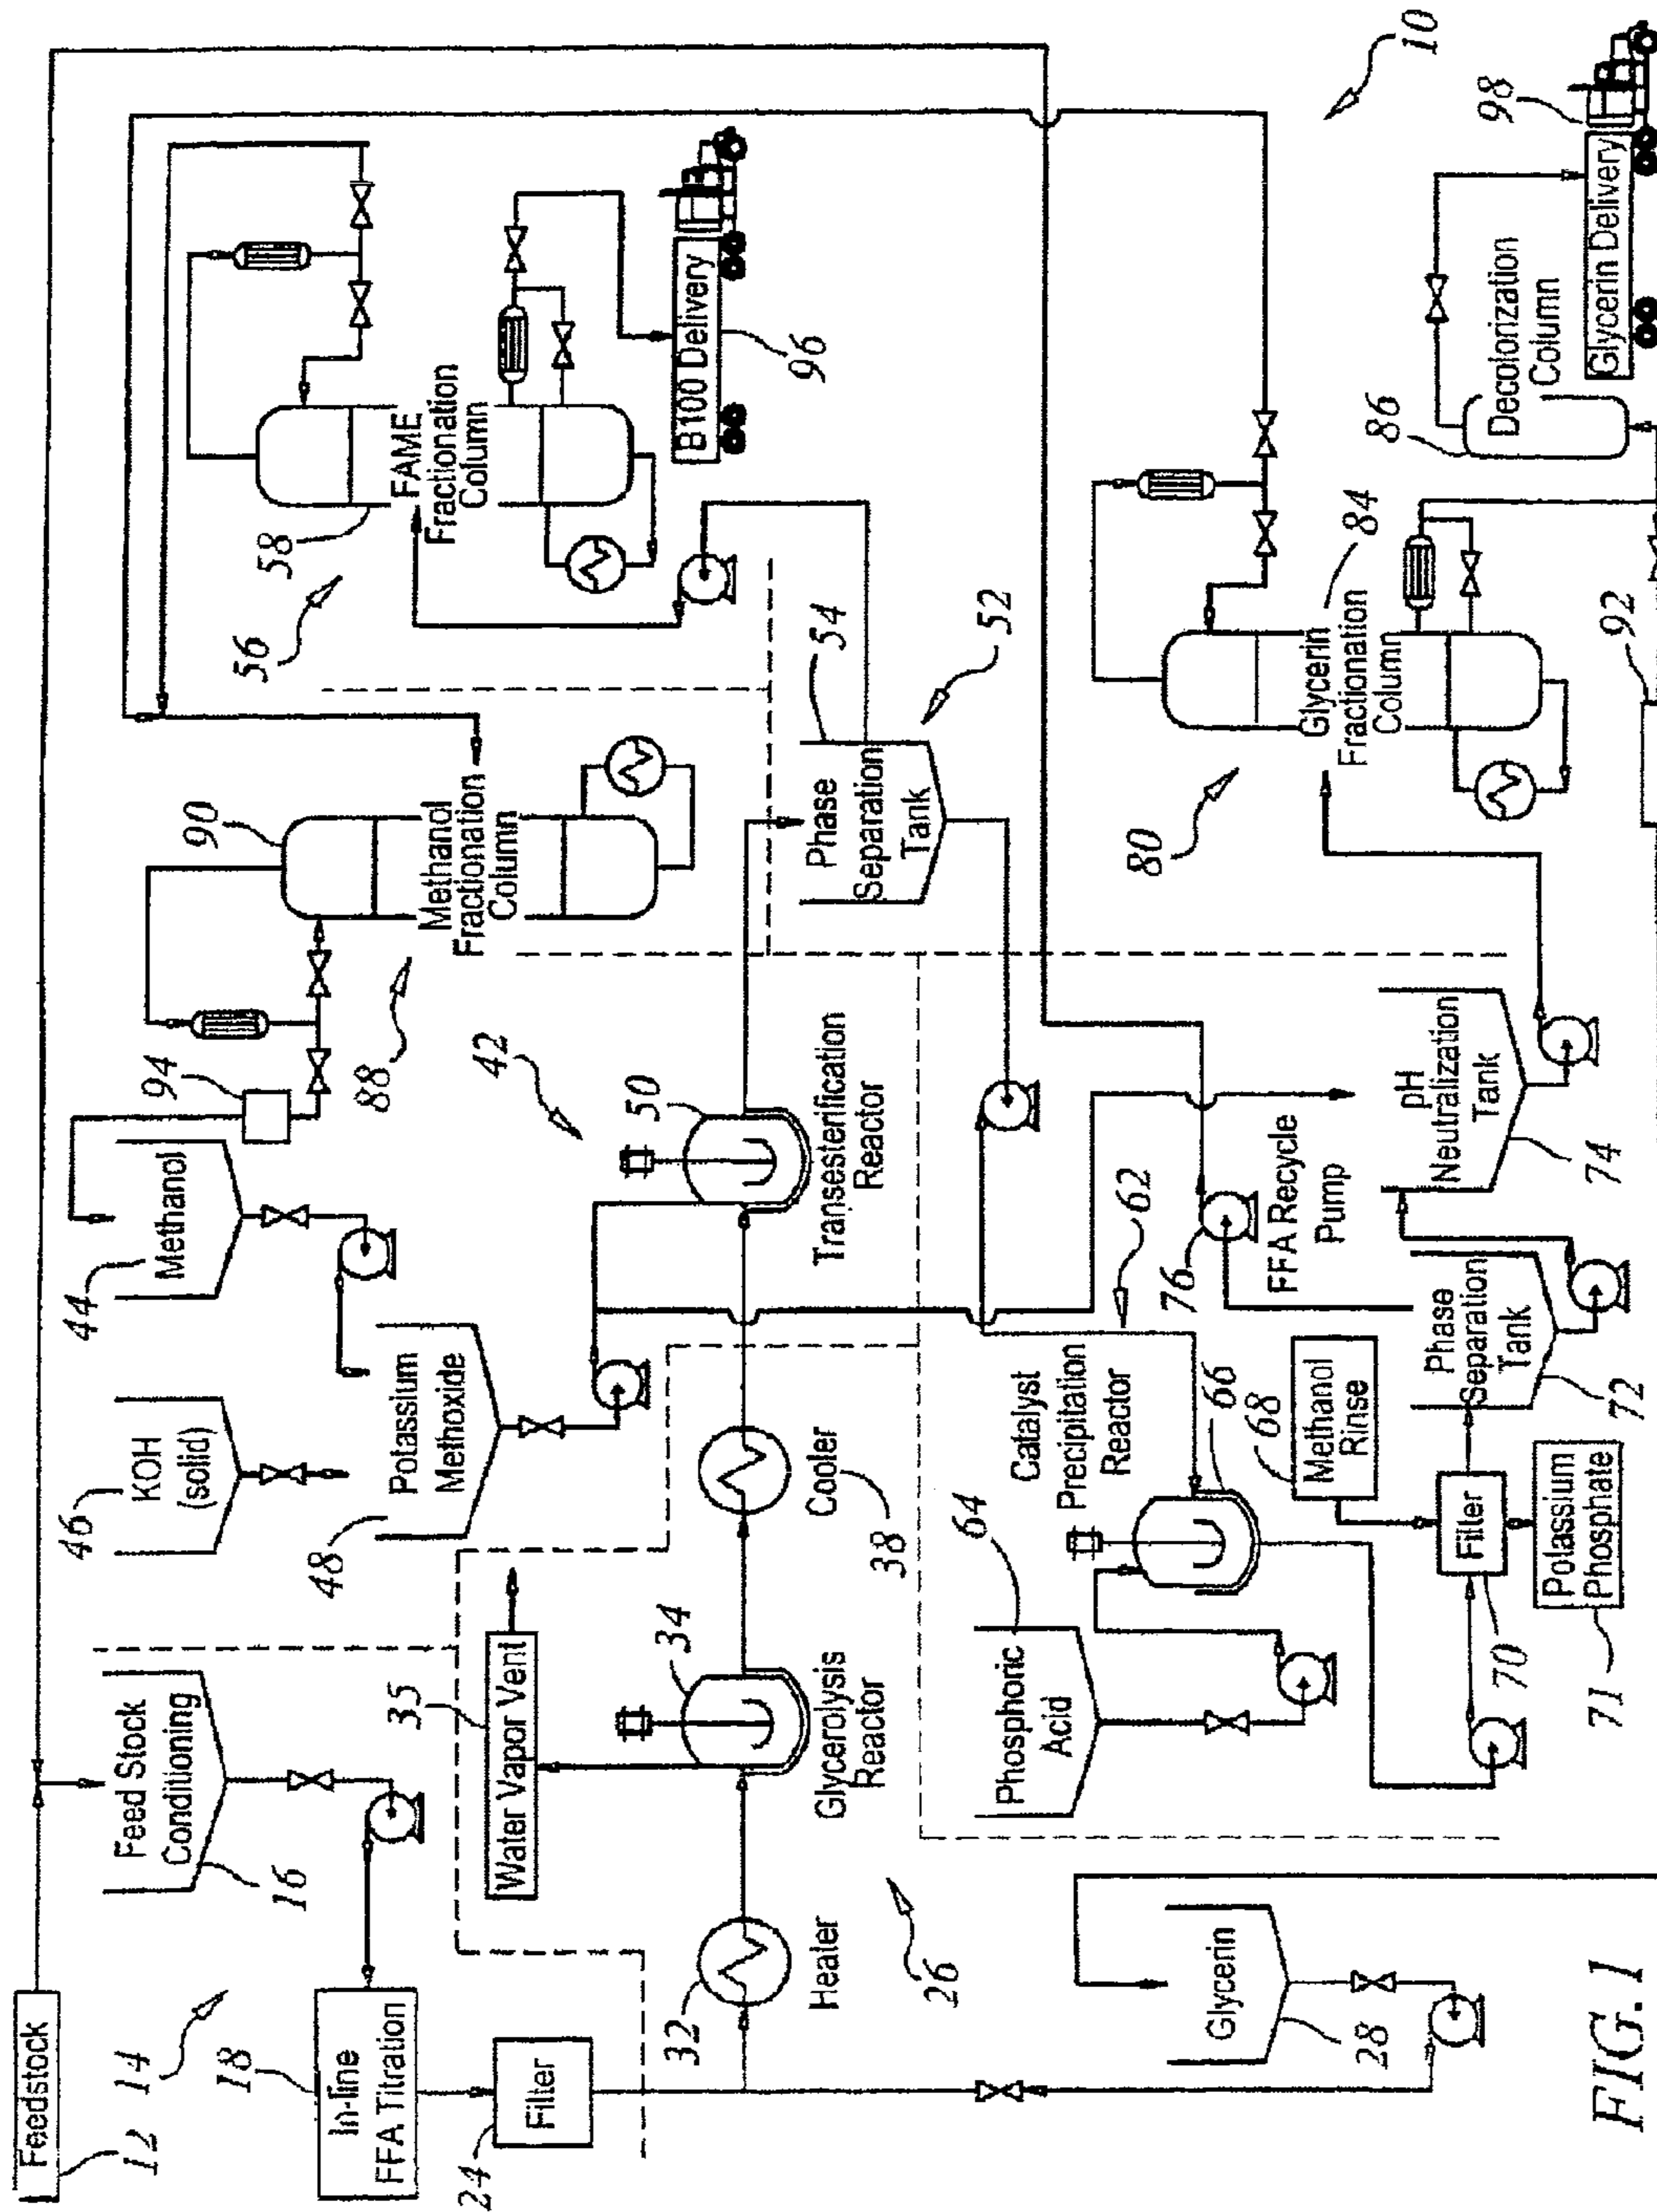 Feedstock
12
14
Feed Stock
Conditioning
16
In-line
FFA Titration
18
Filter
24
Heater
32
26
Water Vapor Vent
35
34
Glycerolysis
Reactor
Cooler
38
Glycerin
28
KOH
(solid)
46
Methanol
44
94
Potassium
Methoxide
48
42
50
Transesterification
Reactor
88
90
Methanol
Fractionation
Column
56
58
FAME
Fractionation
Column
B100 Delivery
96
Phase
Separation
Tank
54
52
Phosphoric
Acid
64
Catalyst
Precipitation
Reactor
66
62
Methanol
Rinse
68
Filter
70
Potassium
Phosphate
71
Phase
Separation
Tank
72
76
FFA Recycle
Pump
pH
Neutralization
Tank
74
80
Glycerin
Fractionation
Column
84
92
86
Decolorization
Column
Glycerin Delivery
98
10
FIG.1